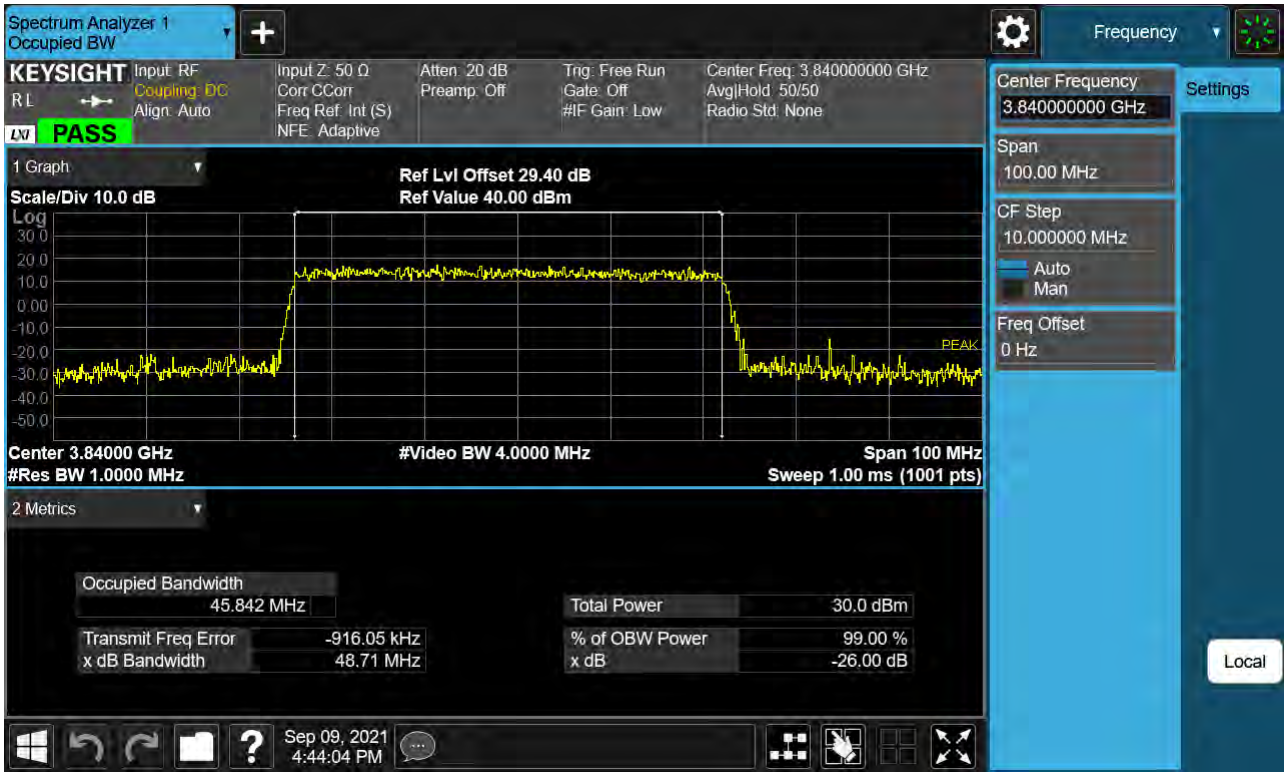 Spectrum Analyzer 1
Occupied BW
Frequency
KEYSIGHT
RL
LXI
PASS
Input: RF
Coupling: DC
Align: Auto
Input Z: 50 Ω
Corr CCorr
Freq Ref: Int (S)
NFE: Adaptive
Atten: 20 dB
Preamp: Off
Trig: Free Run
Gate: Off
#IF Gain: Low
Center Freq: 3.840000000 GHz
Avg|Hold: 50/50
Radio Std: None
Center Frequency
3.840000000 GHz
Settings
Span
100.00 MHz
CF Step
10.000000 MHz
Auto
Man
Freq Offset
0 Hz
1 Graph
Scale/Div 10.0 dB
Ref Lvl Offset 29.40 dB
Ref Value 40.00 dBm
Log
30.0
20.0
10.0
0.00
-10.0
-20.0
-30.0
-40.0
-50.0
PEAK
Center 3.84000 GHz
#Video BW 4.0000 MHz
Span 100 MHz
#Res BW 1.0000 MHz
Sweep 1.00 ms (1001 pts)
2 Metrics
Occupied Bandwidth
45.842 MHz
Total Power 30.0 dBm
Transmit Freq Error -916.05 kHz
% of OBW Power 99.00 %
x dB Bandwidth 48.71 MHz
x dB -26.00 dB
Local
?
Sep 09, 2021
4:44:04 PM